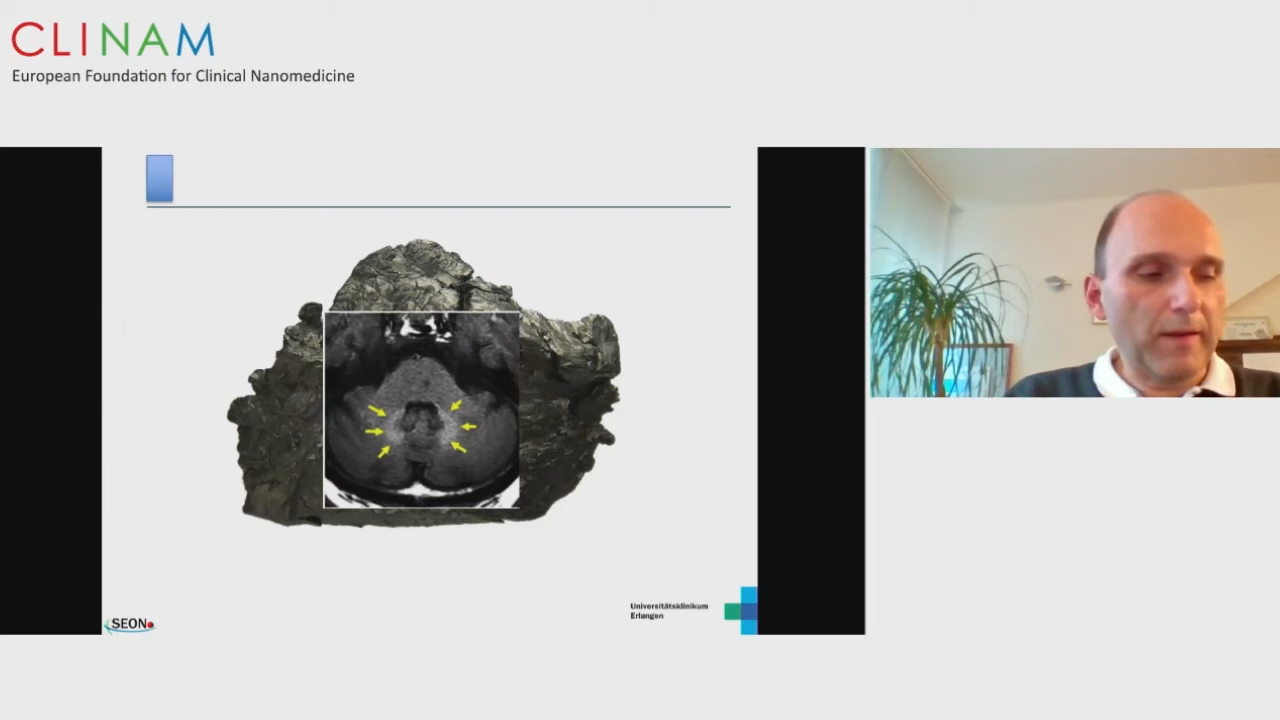 CLINAM
European Foundation for Clinical Nanomedicine
SEON
Universitätsklinikum
Erlangen